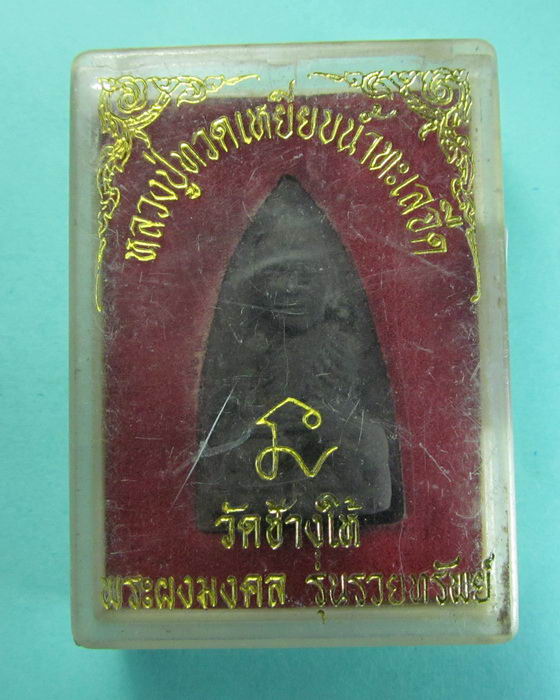 หลวงปู่ทวดเหยียบน้ำทะเลจืด
วัดช้างให้
พระผงมงคล รุ่นรวยทรัพย์